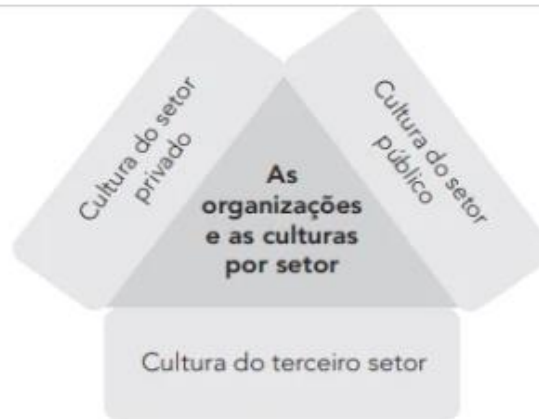 Cultura do setor
privado
Cultura do setor
público
As
organizações
e as culturas
por setor
Cultura do terceiro setor